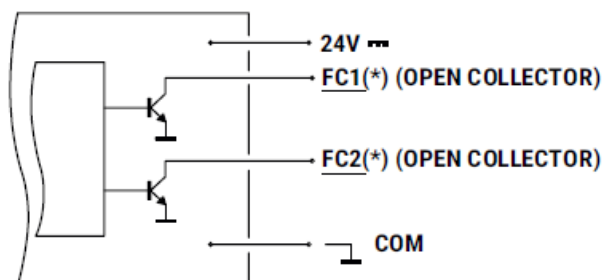 24V
FC1(*) (OPEN COLLECTOR)
FC2(*) (OPEN COLLECTOR)
COM